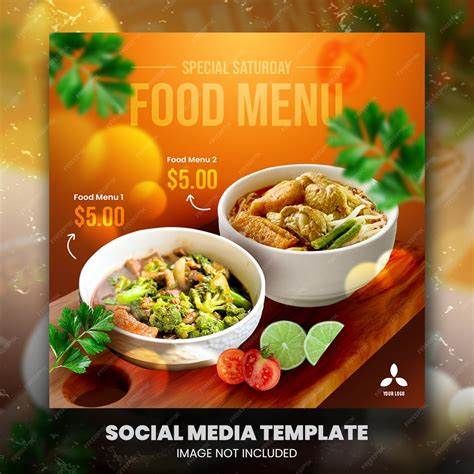 SPECIAL SATURDAY
FOOD MENU
Food Menu 2
$5.00
Food Menu 1
$5.00
YOUR LOGO
SOCIAL MEDIA TEMPLATE
IMAGE NOT INCLUDED